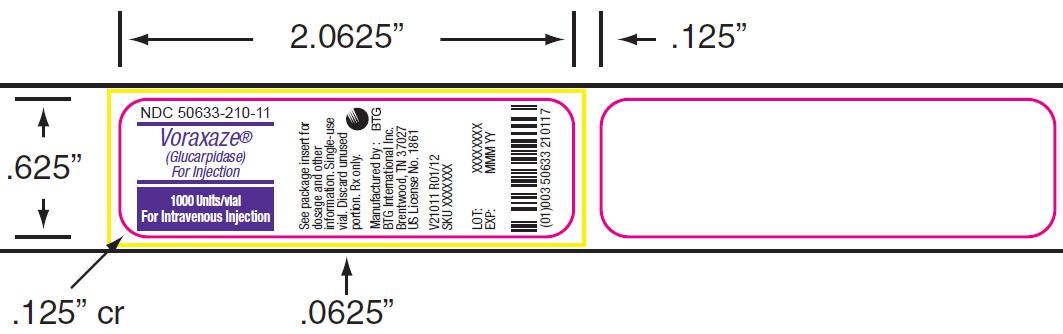 2.0625”
.125”
.625”
NDC 50633-210-11
Voraxaze®
(Glucarpidase)
For Injection
1000 Units/vial
For Intravenous Injection
See package insert for
dosage and other
information. Single-use
vial. Discard unused
portion. Rx only.
BTG
Manufactured by :
BTG International Inc.
Brentwood, TN 37027
US License No. 1861
V21011 R01/12
SKU XXXXXX
LOT: XXXXXXX
EXP: MMM YY
(01)003 50633 21011 7
.125” cr
.0625”